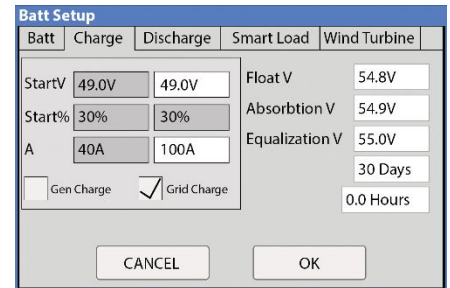 Batt Setup
Batt Charge Discharge Smart Load Wind Turbine
StartV 49.0V 49.0V
Start% 30% 30%
A 40A 100A
Gen Charge Grid Charge
Float V 54.8V
Absorbtion V 54.9V
Equalization V 55.0V
30 Days
0.0 Hours
CANCEL OK